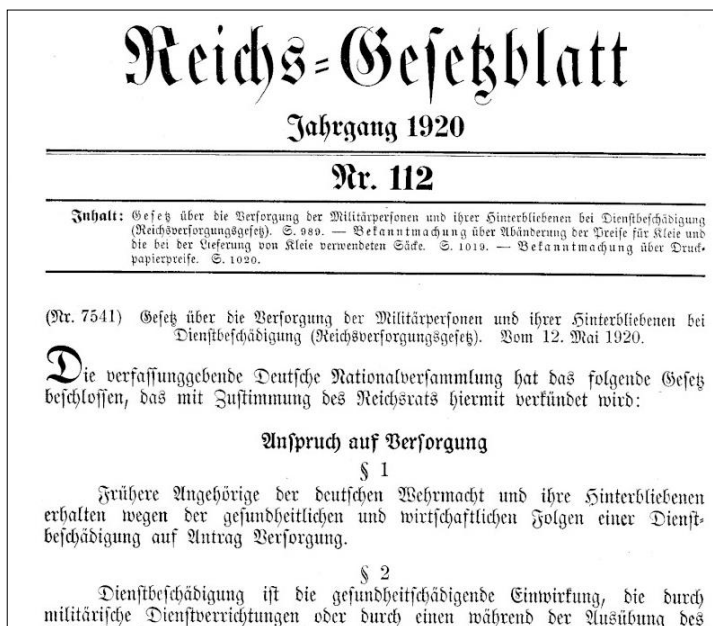 Reichs-Gesetzblatt
Jahrgang 1920
Nr. 112
Inhalt: Gesetz über die Versorgung der Militärpersonen und ihrer Hinterbliebenen bei Dienstbeschädigung
(Reichsversorgungsgesetz). S. 989. — Bekanntmachung über Abänderung der Preise für Kleie und
die bei der Lieferung von Kleie verwendeten Säcke. S. 1019. — Bekanntmachung über Druck-
papierpreise. S. 1020.
(Nr. 7541) Gesetz über die Versorgung der Militärpersonen und ihrer Hinterbliebenen bei
Dienstbeschädigung (Reichsversorgungsgesetz). Vom 12. Mai 1920.
Die verfassunggebende Deutsche Nationalversammlung hat das folgende Gesetz
beschlossen, das mit Zustimmung des Reichsrats hiermit verkündet wird:
Anspruch auf Versorgung
§ 1
Frühere Angehörige der deutschen Wehrmacht und ihre Hinterbliebenen
erhalten wegen der gesundheitlichen und wirtschaftlichen Folgen einer Dienst-
beschädigung auf Antrag Versorgung.
§ 2
Dienstbeschädigung ist die gesundheitschädigende Einwirkung, die durch
militärische Dienstverrichtungen oder durch einen während der Ausübung des